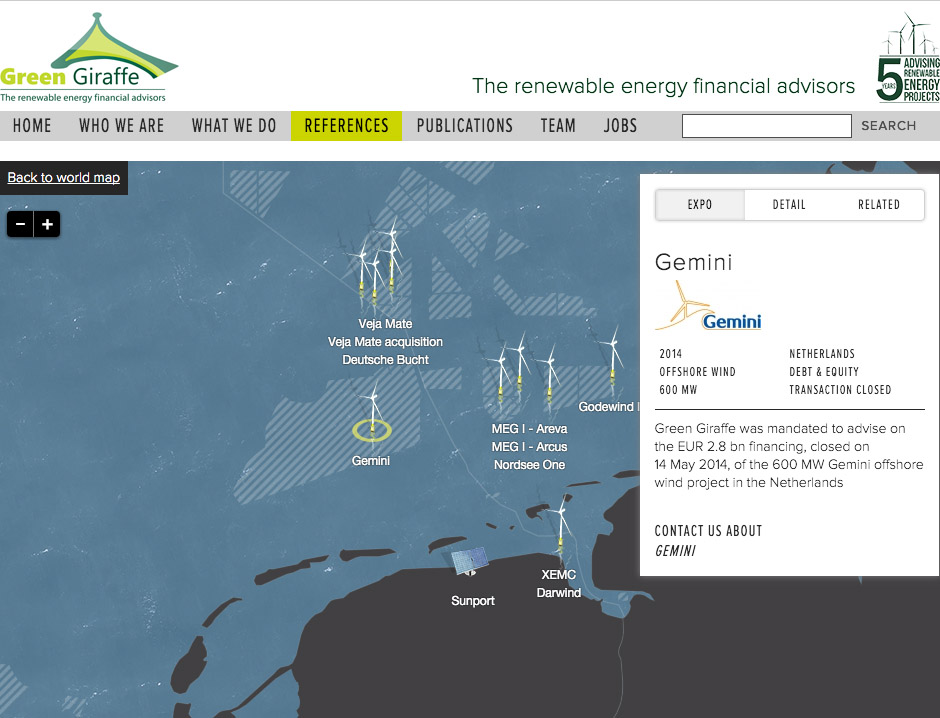 Green Giraffe
The renewable energy financial advisors
The renewable energy financial advisors
5 YEARS ADVISING RENEWABLE ENERGY PROJECTS
HOME WHO WE ARE WHAT WE DO REFERENCES PUBLICATIONS TEAM JOBS SEARCH
Back to world map
− +
Veja Mate
Veja Mate acquisition
Deutsche Bucht
Gemini
MEG I - Areva
MEG I - Arcus
Nordsee One
Godewind I
XEMC
Darwind
Sunport
EXPO DETAIL RELATED
Gemini
Gemini
2014 NETHERLANDS
OFFSHORE WIND DEBT & EQUITY
600 MW TRANSACTION CLOSED
Green Giraffe was mandated to advise on
the EUR 2.8 bn financing, closed on
14 May 2014, of the 600 MW Gemini offshore
wind project in the Netherlands
CONTACT US ABOUT
GEMINI